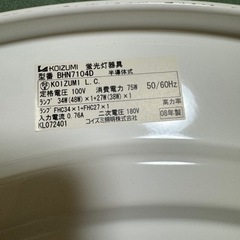 KOIZUMI 蛍光灯器具
型番 BHN7104D 半導体式
KOIZUMI L.C.
定格電圧 100V 消費電力 75W 50/60Hz
ランプ 34W(48W)×1+27W(38W)×1
ランプ FHC34×1+FHC27×1 高力率
入力電流 0.76A 二次電圧 180V 08年製
KL072401 コイズミ照明株式会社